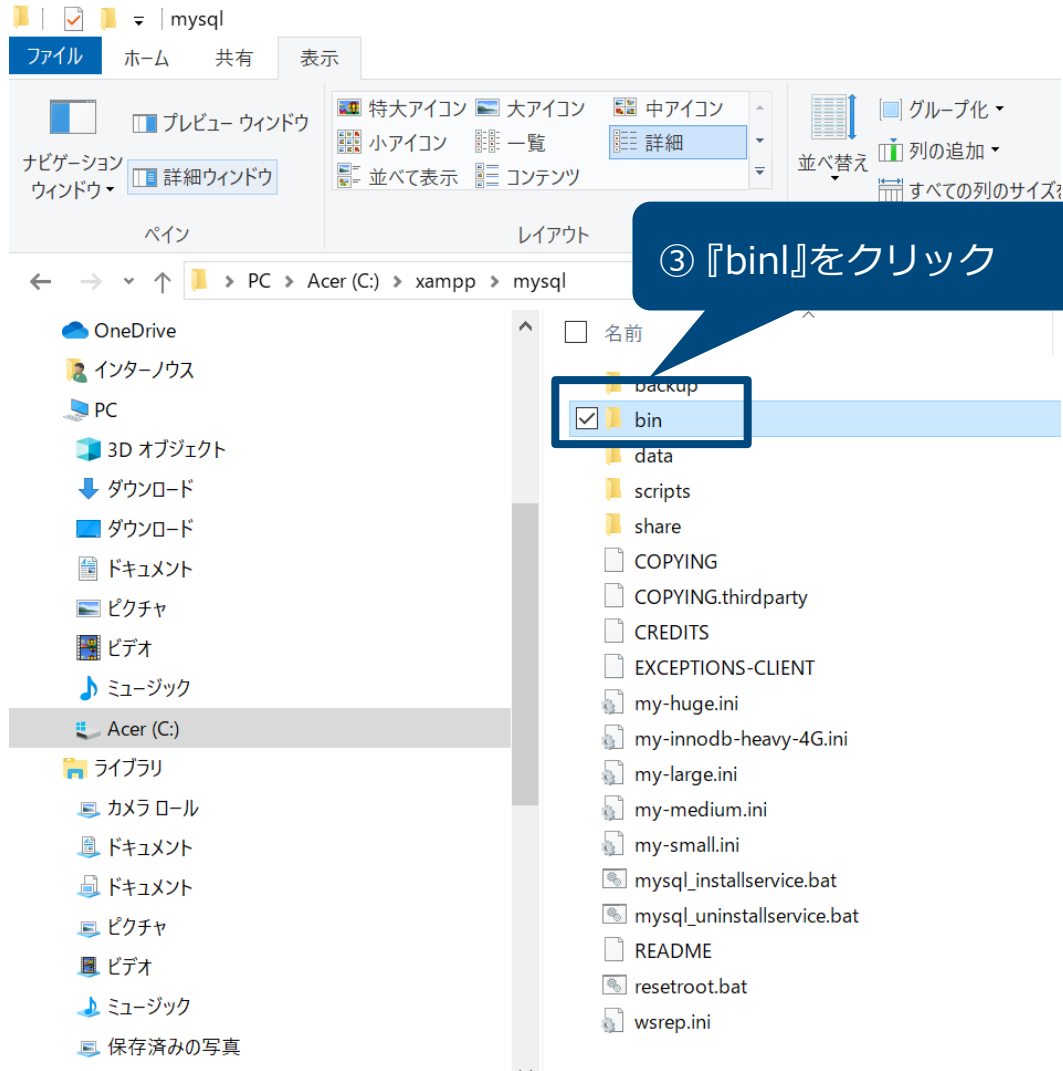 mysql
ファイル ホーム 共有 表示
ナビゲーション
ウィンドウ
プレビュー ウィンドウ
詳細ウィンドウ
ペイン
特大アイコン 大アイコン 中アイコン
小アイコン 一覧 詳細
並べて表示 コンテンツ
レイアウト
並べ替え
グループ化
列の追加
すべての列のサイズを
③『binl』をクリック
PC > Acer (C:) > xampp > mysql
OneDrive
インターノウス
PC
3D オブジェクト
ダウンロード
ダウンロード
ドキュメント
ピクチャ
ビデオ
ミュージック
Acer (C:)
ライブラリ
カメラ ロール
ドキュメント
ドキュメント
ピクチャ
ビデオ
ミュージック
保存済みの写真
名前
backup
bin
data
scripts
share
COPYING
COPYING.thirdparty
CREDITS
EXCEPTIONS-CLIENT
my-huge.ini
my-innodb-heavy-4G.ini
my-large.ini
my-medium.ini
my-small.ini
mysql_installservice.bat
mysql_uninstallservice.bat
README
resetroot.bat
wsrep.ini